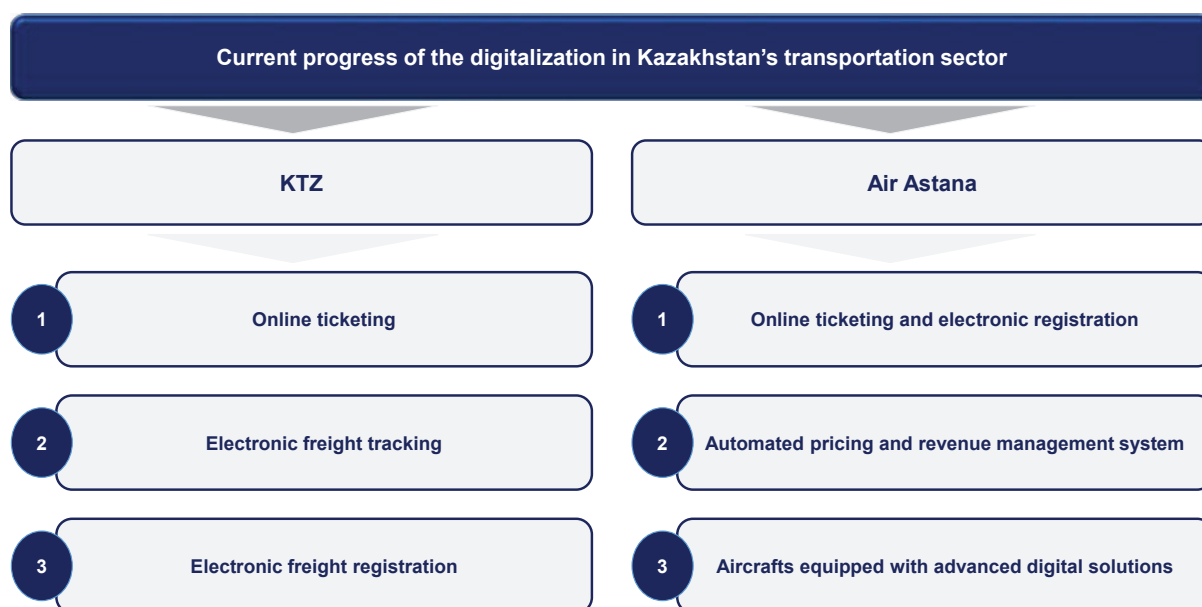 Current progress of the digitalization in Kazakhstan's transportation sector
KTZ
1
Online ticketing
2
Electronic freight tracking
3
Electronic freight registration
Air Astana
1
Online ticketing and electronic registration
2
Automated pricing and revenue management system
3
Aircrafts equipped with advanced digital solutions